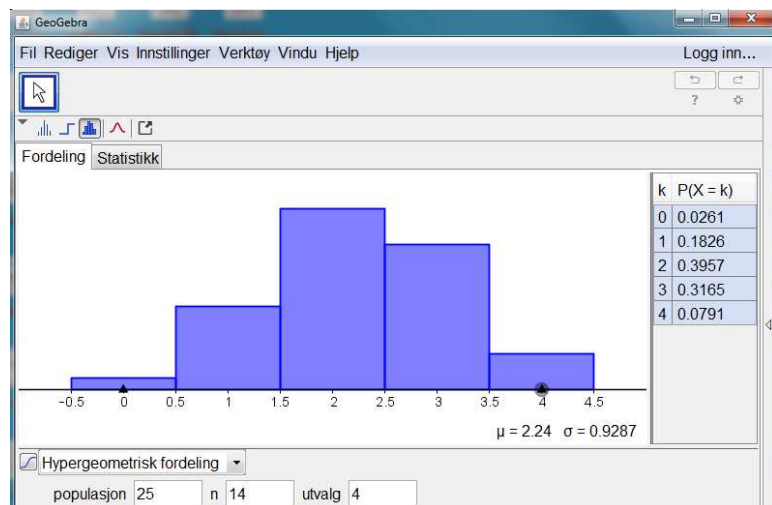 GeoGebra
Fil Rediger Vis Innstillinger Verktøy Vindu Hjelp Logg inn...
?
Fordeling Statistikk
k P(X = k)
0 0.0261
1 0.1826
2 0.3957
3 0.3165
4 0.0791
-0.5 0 0.5 1 1.5 2 2.5 3 3.5 4 4.5
μ = 2.24 σ = 0.9287
Hypergeometrisk fordeling
populasjon 25 n 14 utvalg 4